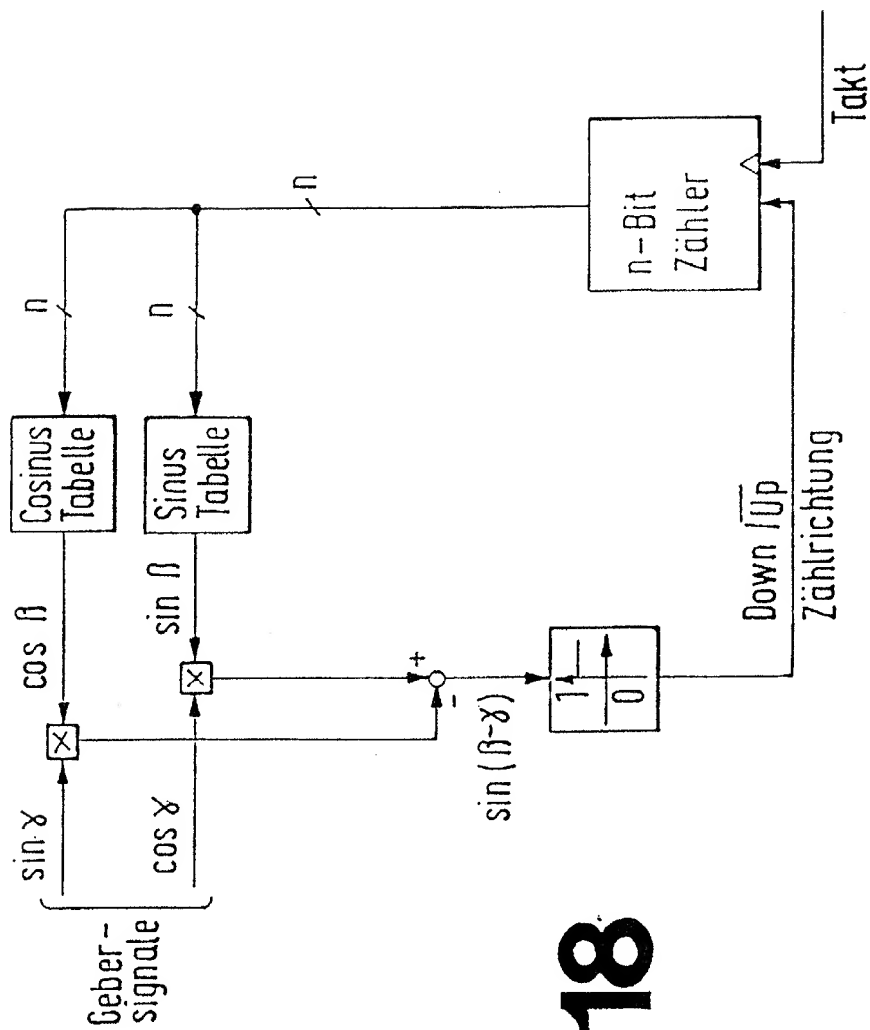 Geber-
signale
sin γ
cos γ
cos β
sin β
Cosinus
Tabelle
Sinus
Tabelle
n
n
n
+
-
sin (β-γ)
1
0
n-Bit
Zähler
Down / U̅p̅
Zählrichtung
Takt
18